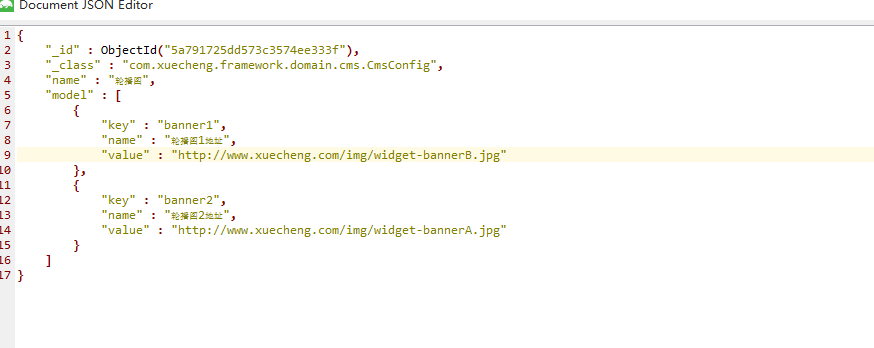 Document JSON Editor
1 {
2 "_id" : ObjectId("5a791725dd573c3574ee333f"),
3 "_class" : "com.xuecheng.framework.domain.cms.CmsConfig",
4 "name" : "轮播图",
5 "model" : [
6 {
7 "key" : "banner1",
8 "name" : "轮播图1地址",
9 "value" : "http://www.xuecheng.com/img/widget-bannerB.jpg"
10 },
11 {
12 "key" : "banner2",
13 "name" : "轮播图2地址",
14 "value" : "http://www.xuecheng.com/img/widget-bannerA.jpg"
15 }
16 ]
17 }